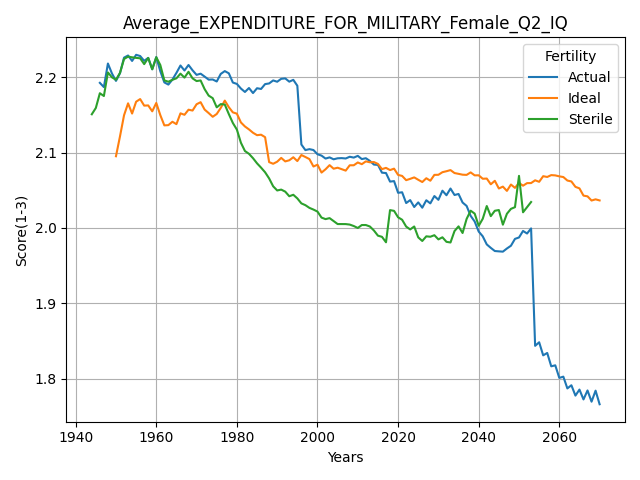 Average_EXPENDITURE_FOR_MILITARY_Female_Q2_IQ
Fertility
Actual
Ideal
Sterile
Score(1-3)
2.2
2.1
2.0
1.9
1.8
1940
1960
1980
2000
2020
2040
2060
Years